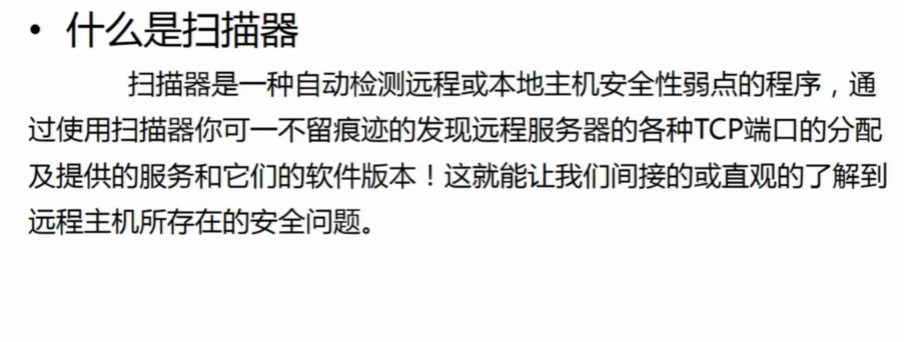 • 什么是扫描器
扫描器是一种自动检测远程或本地主机安全性弱点的程序，通
过使用扫描器你可一不留痕迹的发现远程服务器的各种TCP端口的分配
及提供的服务和它们的软件版本！这就能让我们间接的或直观的了解到
远程主机所存在的安全问题。